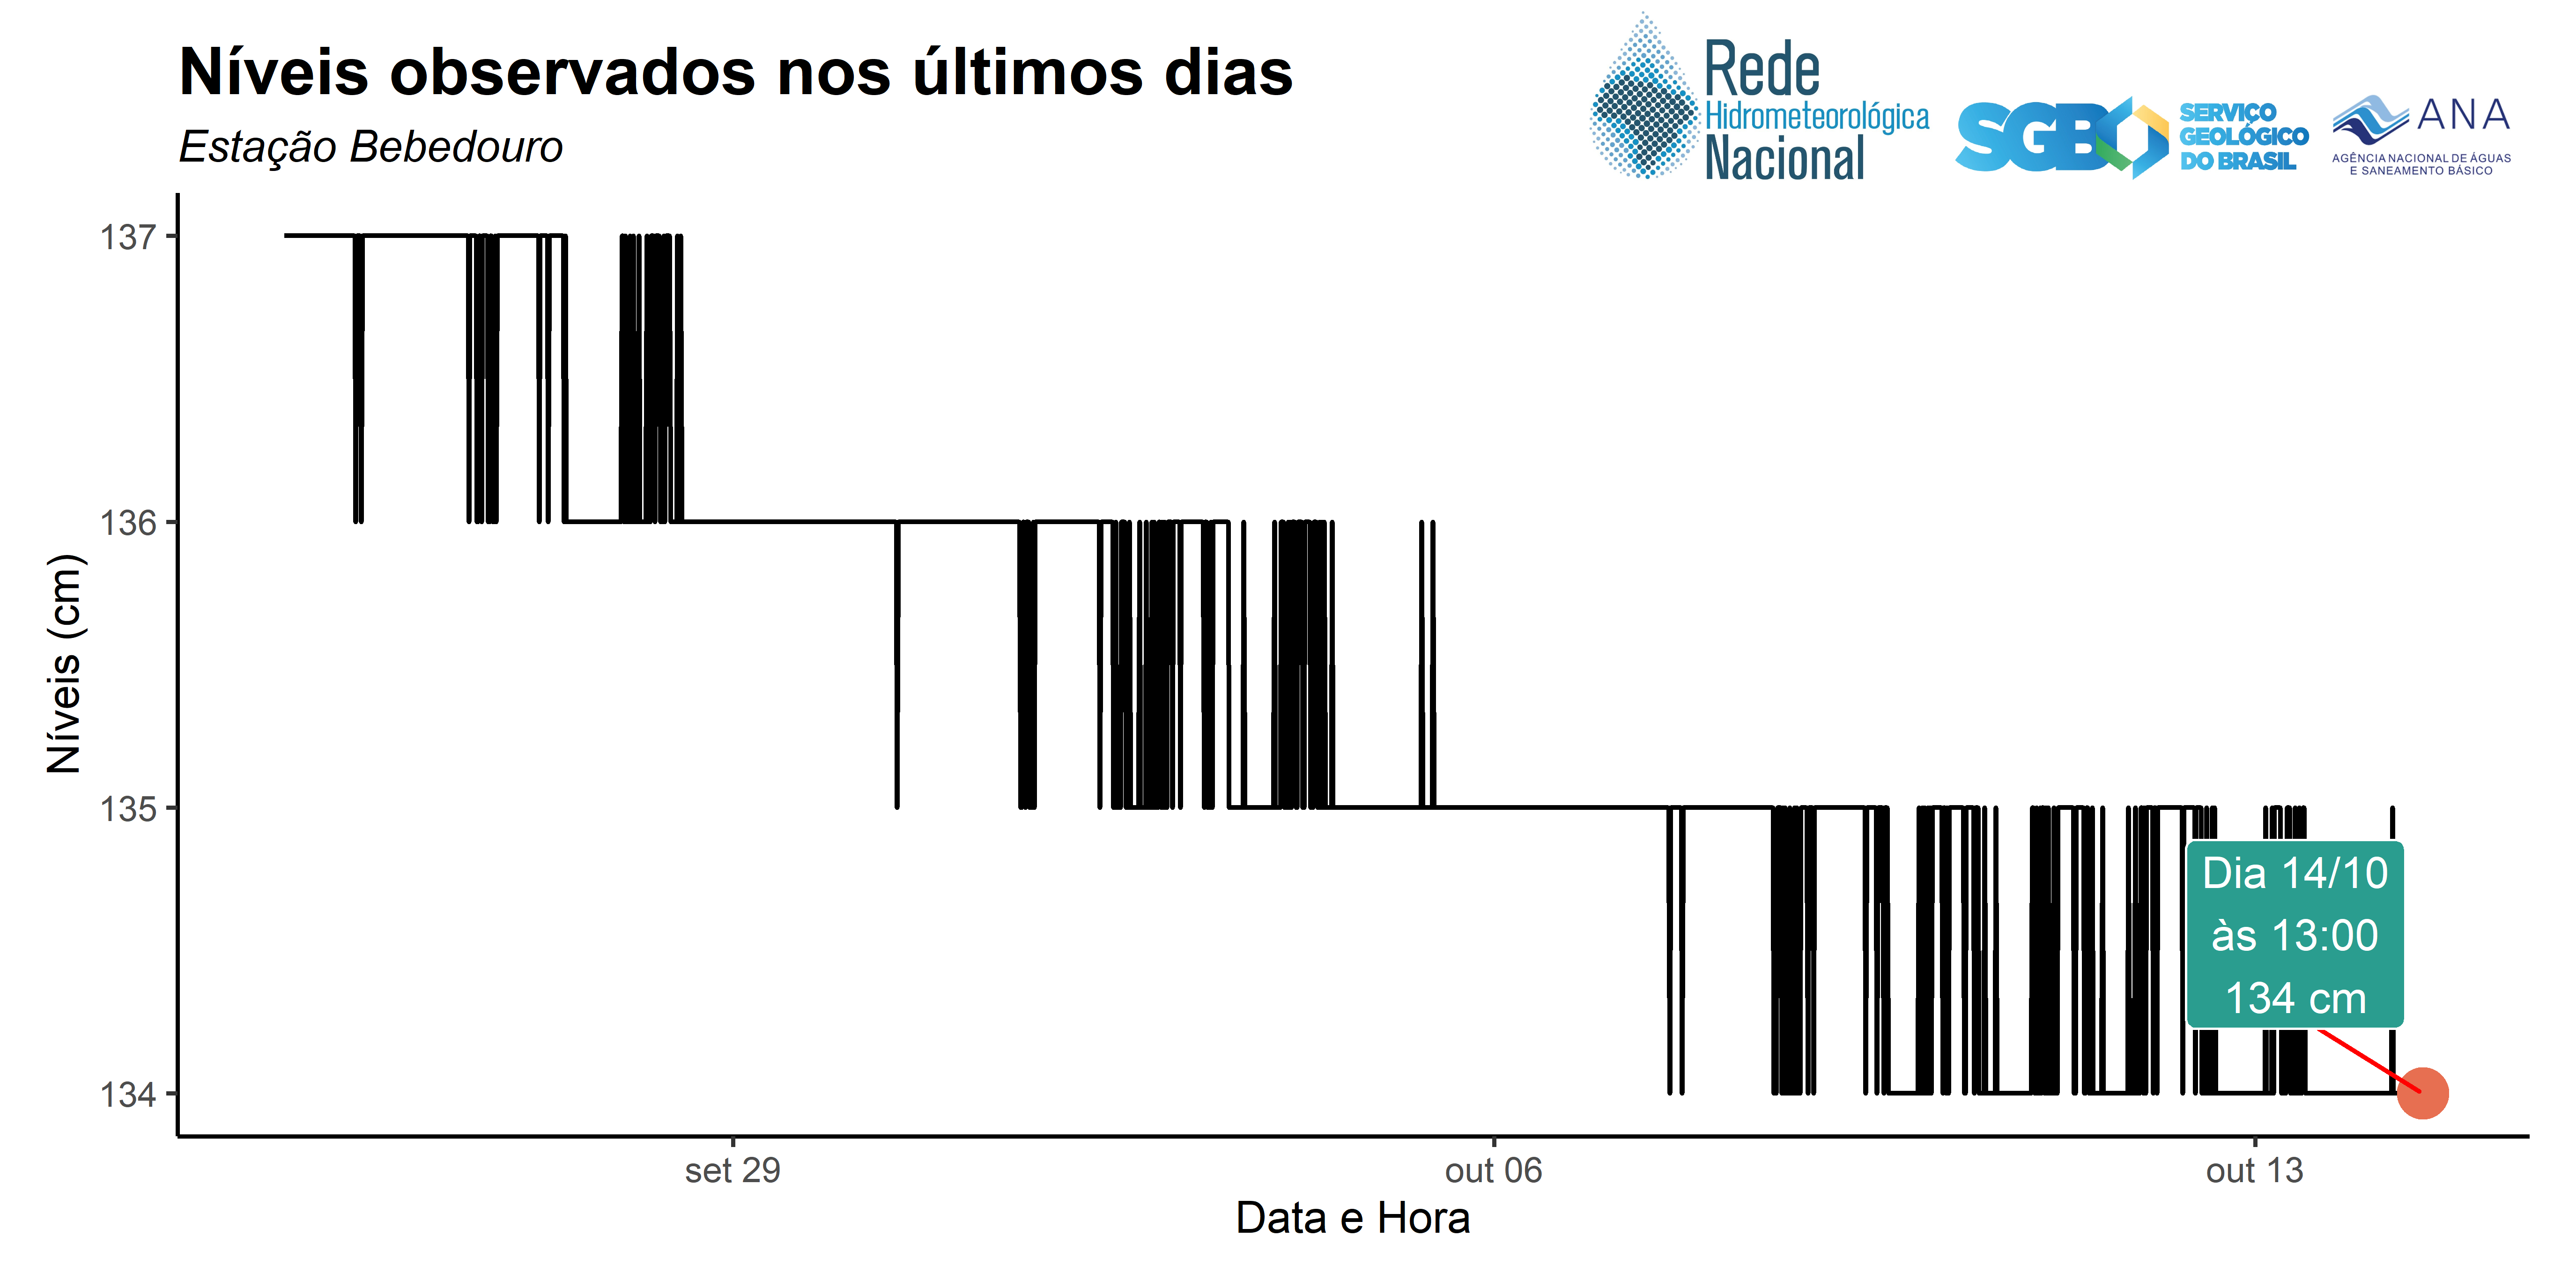 Níveis observados nos últimos dias
Estação Bebedouro
Rede
Hidrometeorológica
Nacional
SGB
SERVIÇO
GEOLÓGICO
DO BRASIL
ANA
AGÊNCIA NACIONAL DE ÁGUAS
E SANEAMENTO BÁSICO
Níveis (cm)
137
136
135
134
Dia 14/10
às 13:00
134 cm
set 29
out 06
out 13
Data e Hora